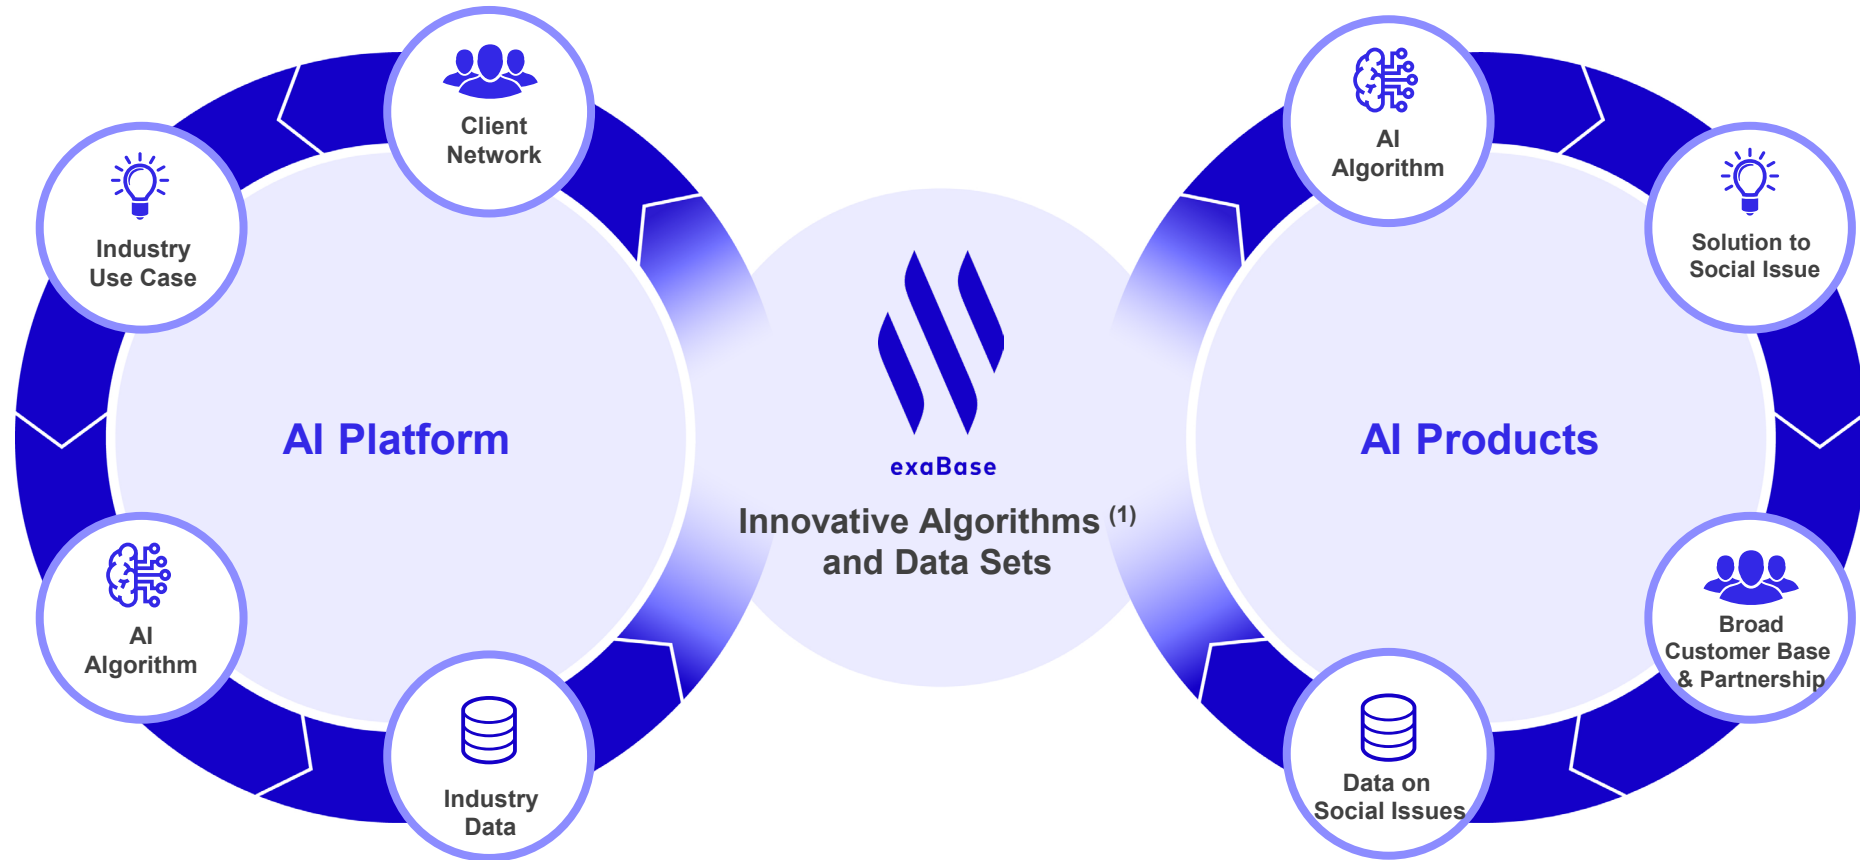 Client
Network
Industry
Use Case
AI Platform
AI
Algorithm
Industry
Data
exaBase
Innovative Algorithms (1)
and Data Sets
AI
Algorithm
Solution to
Social Issue
AI Products
Broad
Customer Base
& Partnership
Data on
Social Issues